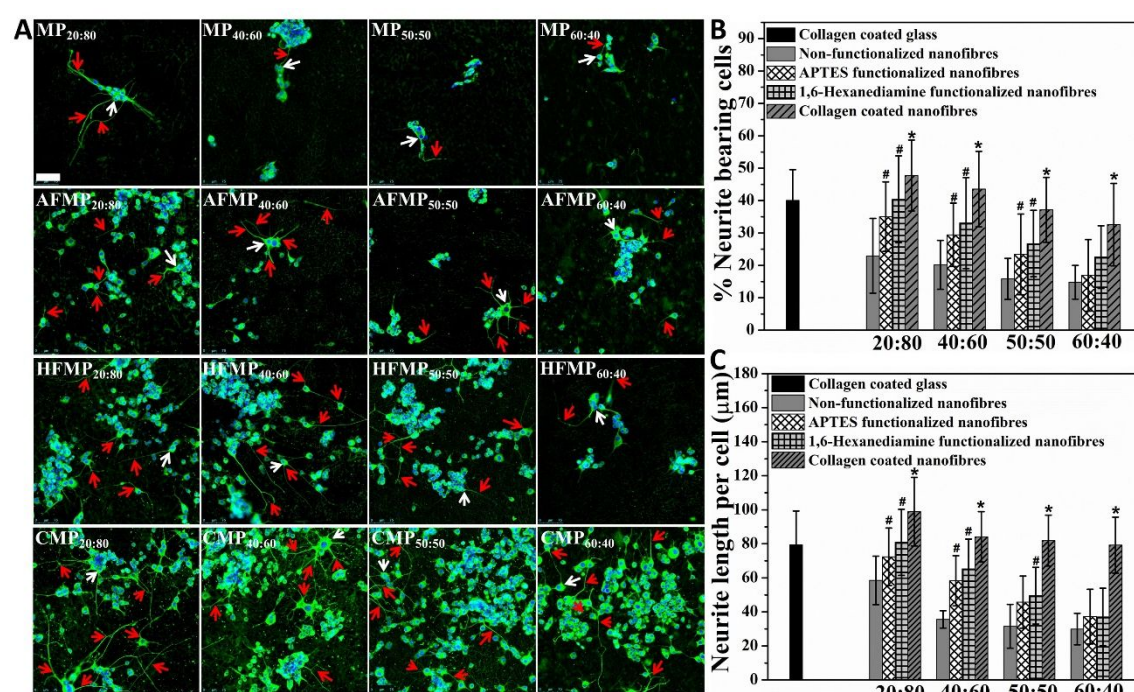 A
MP20:80
MP40:60
MP50:50
MP60:40
AFMP20:80
AFMP40:60
AFMP50:50
AFMP60:40
HFMP20:80
HFMP40:60
HFMP50:50
HFMP60:40
CMP20:80
CMP40:60
CMP50:50
CMP60:40
B
Collagen coated glass
Non-functionalized nanofibres
APTES functionalized nanofibres
1,6-Hexanediamine functionalized nanofibres
Collagen coated nanofibres
% Neurite bearing cells
90
80
70
60
50
40
30
20
10
0
# # *
# # *
# # *
*
20:80 40:60 50:50 60:40
C
Collagen coated glass
Non-functionalized nanofibres
APTES functionalized nanofibres
1,6-Hexanediamine functionalized nanofibres
Collagen coated nanofibres
Neurite length per cell (μm)
180
160
140
120
100
80
60
40
20
0
# # *
# # *
# *
*
20:80 40:60 50:50 60:40